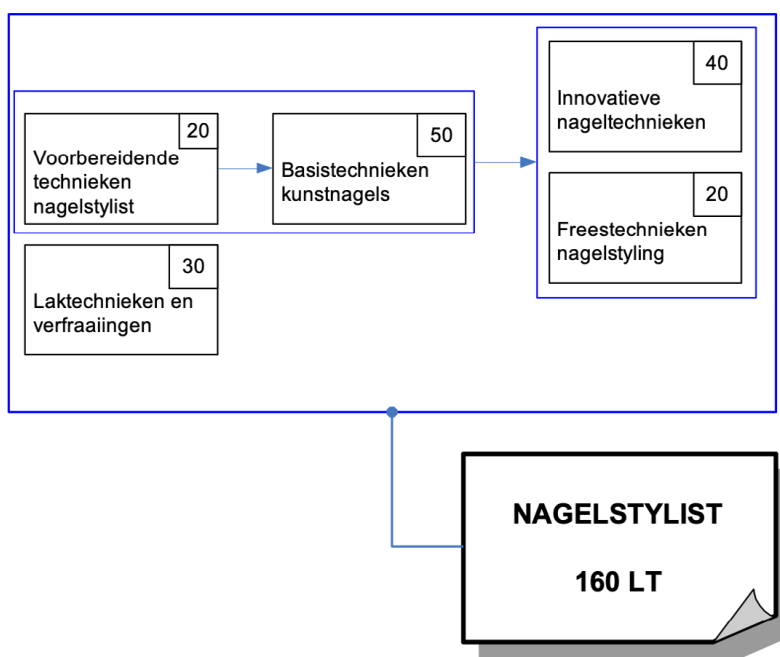 20
Voorbereidende
technieken
nagelstylist
50
Basistechnieken
kunstnagels
40
Innovatieve
nageltechnieken
20
Freestechnieken
nagelstyling
30
Laktechnieken en
verfraaiingen
NAGELSTYLIST
160 LT